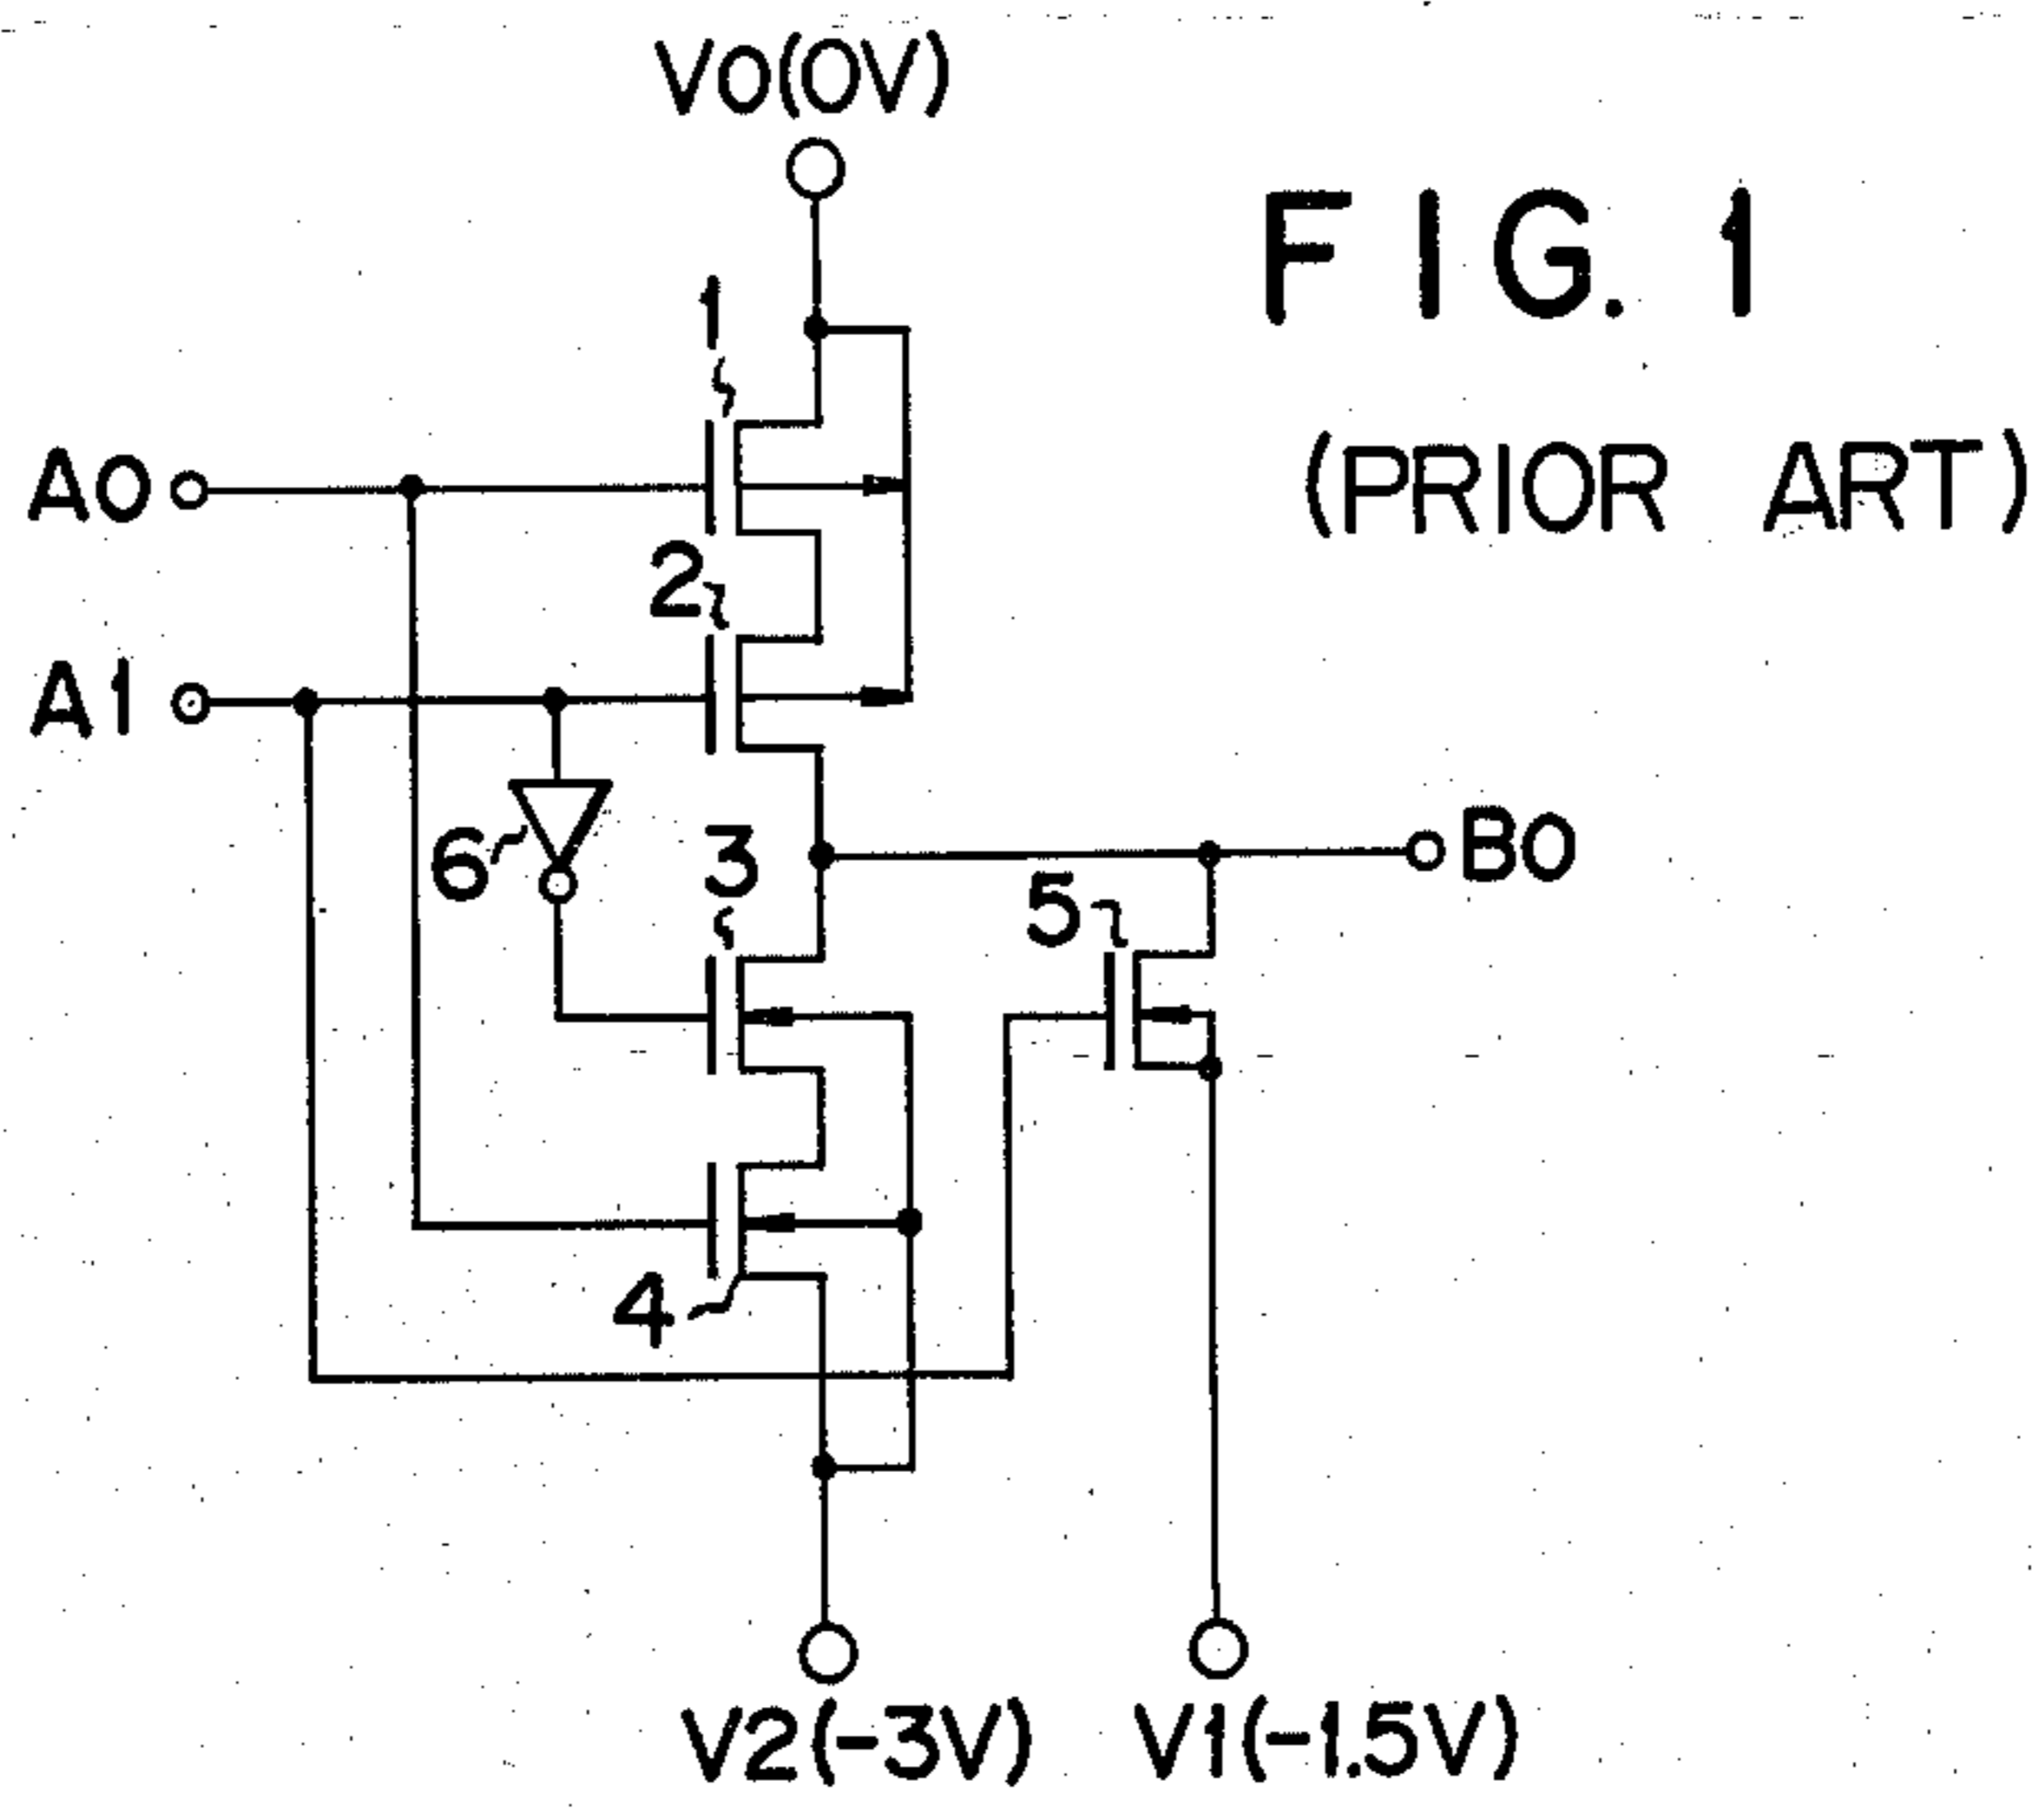 V0(0V)
FIG. 1
(PRIOR ART)
1
A0
2
A1
6
3
B0
5
4
V2(-3V)
V1(-1.5V)